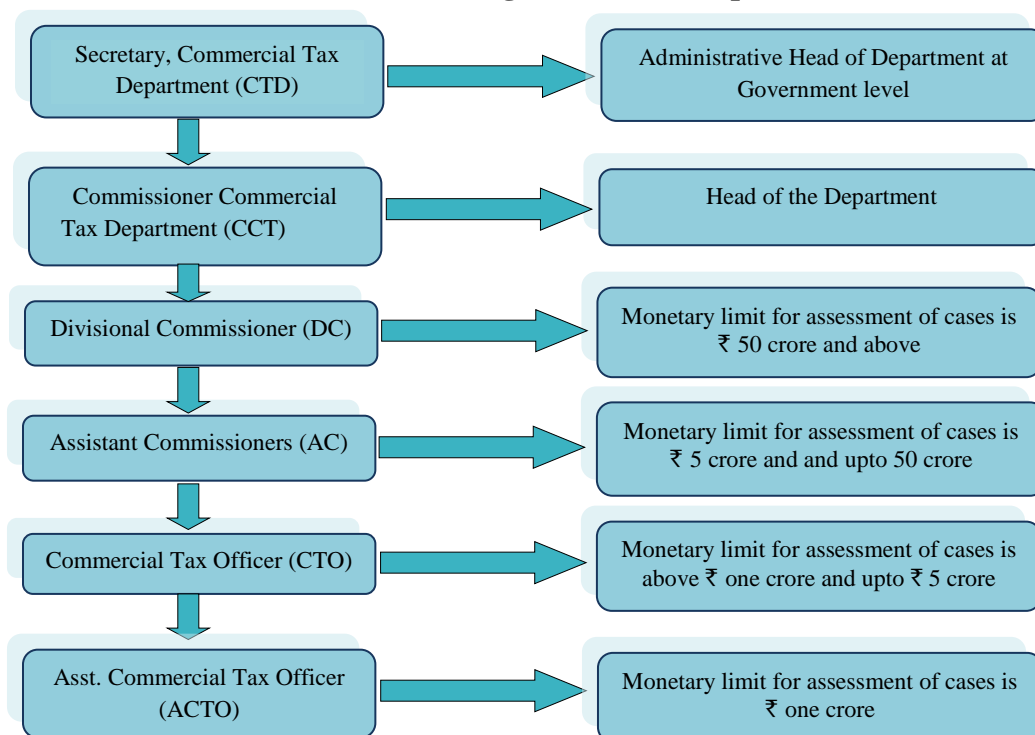 Secretary, Commercial Tax
Department (CTD)
Administrative Head of Department at
Government level
Commissioner Commercial
Tax Department (CCT)
Head of the Department
Divisional Commissioner (DC)
Monetary limit for assessment of cases is
₹ 50 crore and above
Assistant Commissioners (AC)
Monetary limit for assessment of cases is
₹ 5 crore and and upto 50 crore
Commercial Tax Officer (CTO)
Monetary limit for assessment of cases is
above ₹ one crore and upto ₹ 5 crore
Asst. Commercial Tax Officer
(ACTO)
Monetary limit for assessment of cases is
₹ one crore